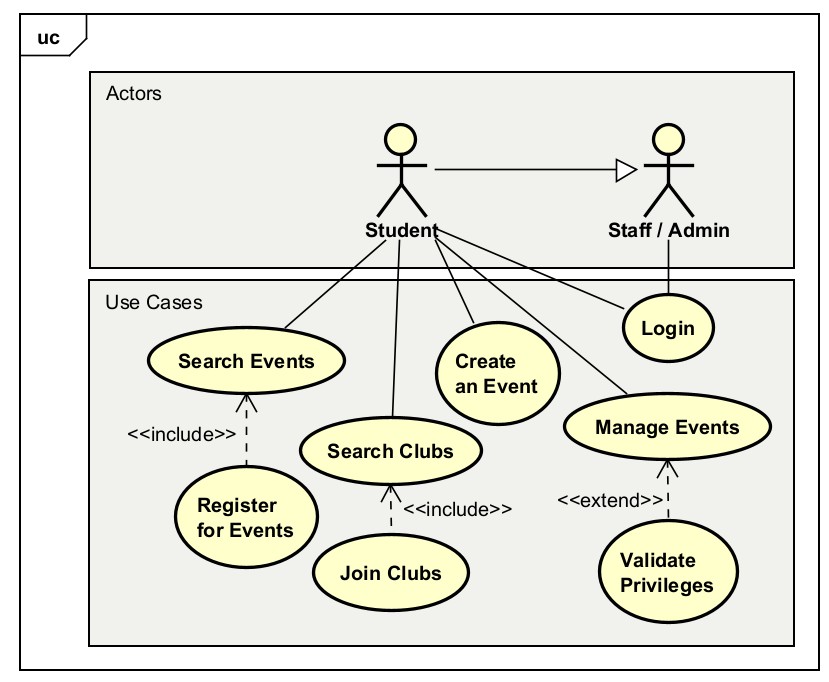 uc
Actors
Student
Staff / Admin
Use Cases
Login
Search Events
Create
an Event
Manage Events
<<include>>
Search Clubs
Register
for Events
<<include>>
<<extend>>
Join Clubs
Validate
Privileges